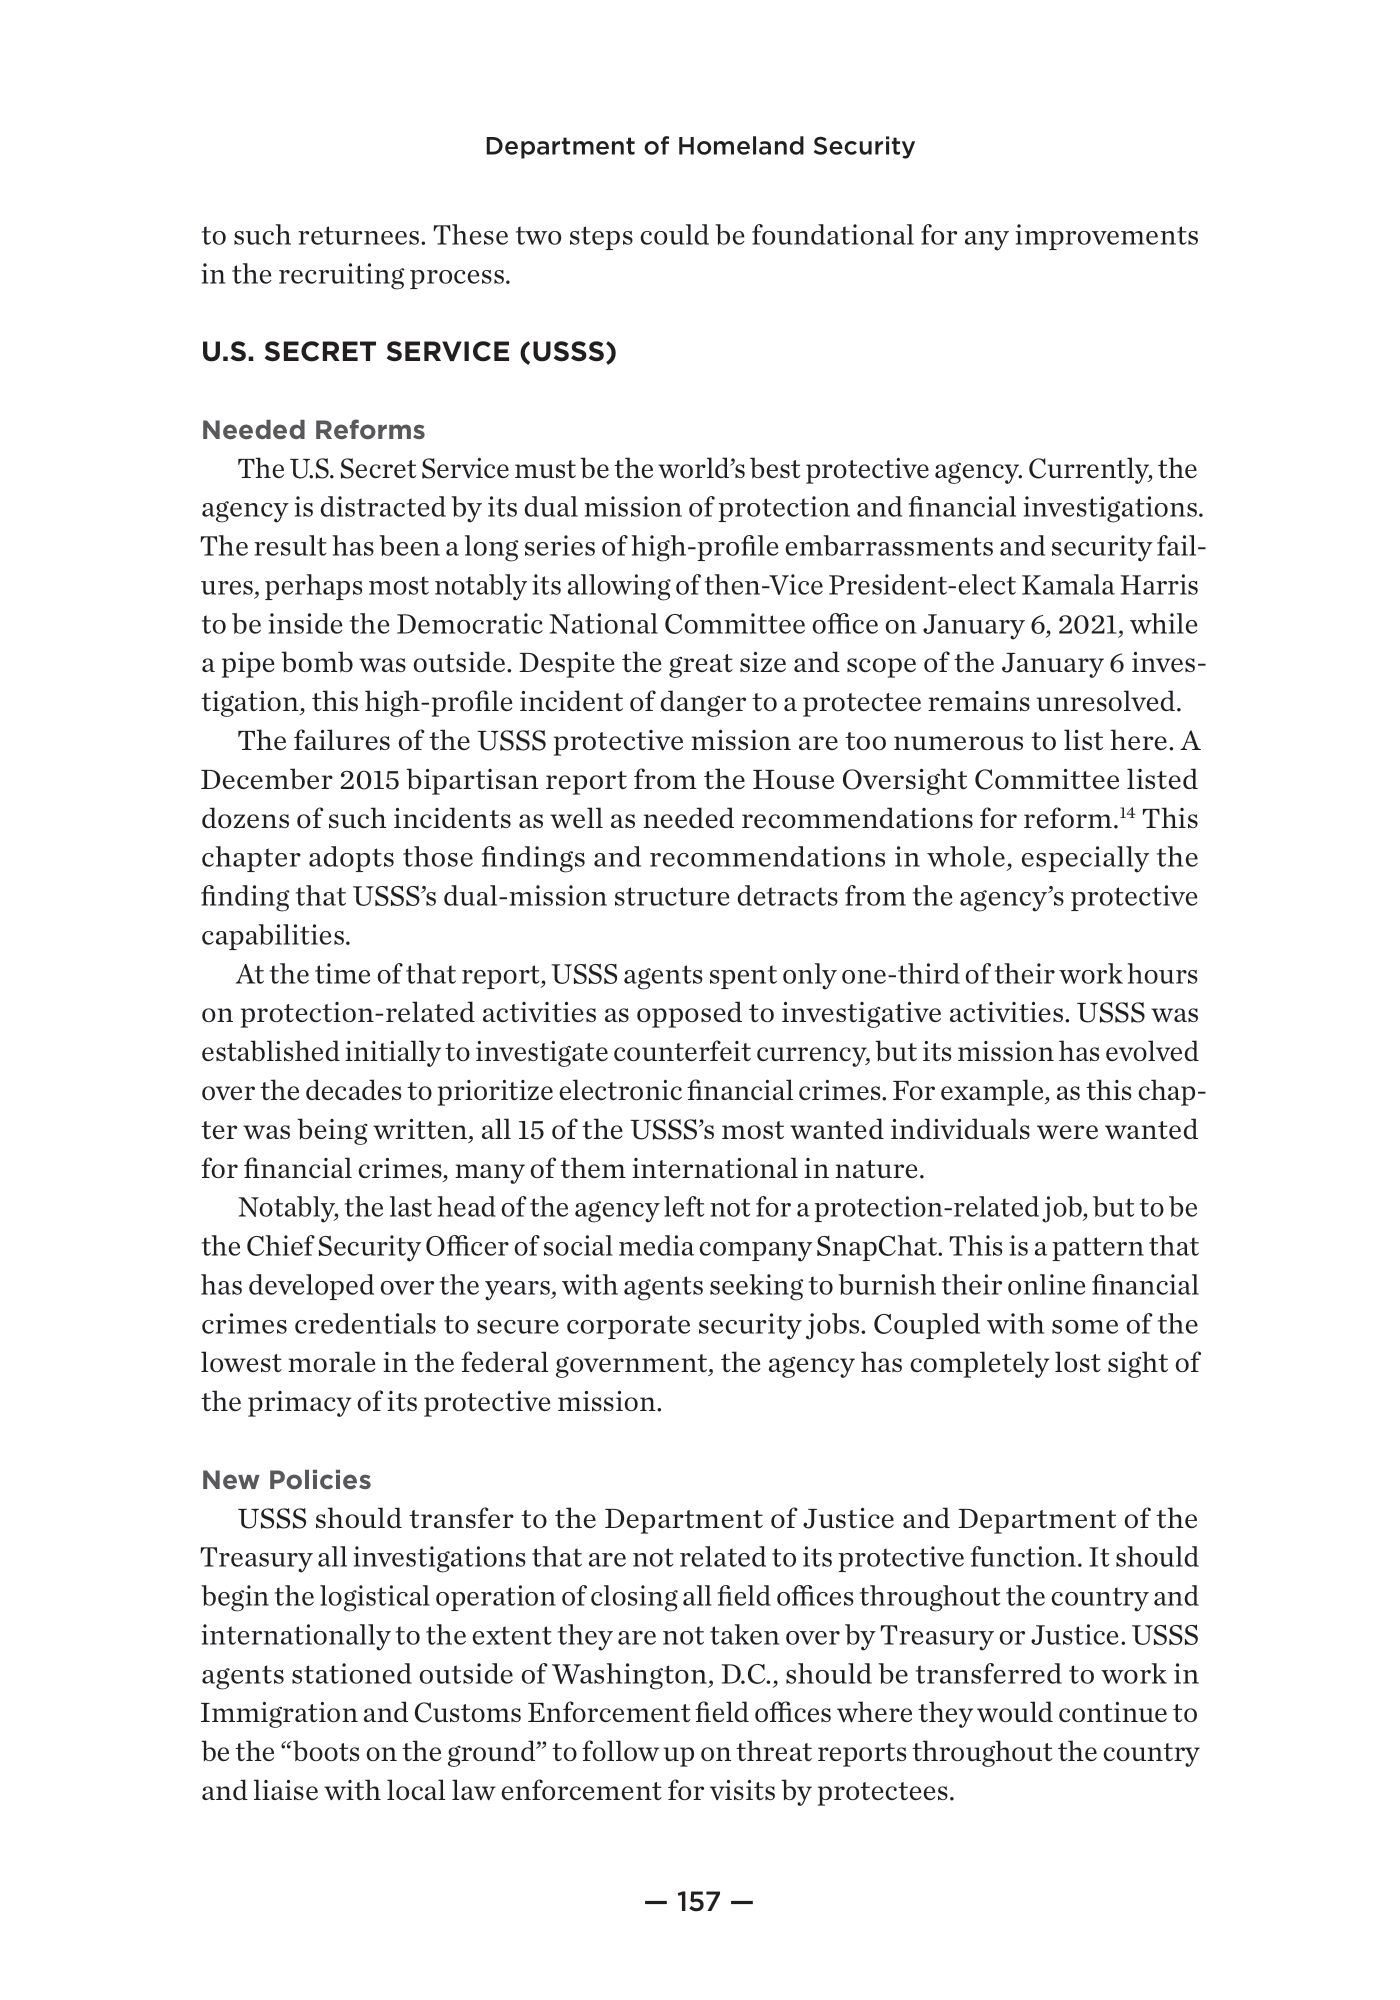 Department of Homeland Security
to such returnees. These two steps could be foundational for any improvements
in the recruiting process.
U.S. SECRET SERVICE (USSS)
Needed Reforms
The U.S. Secret Service must be the world’s best protective agency. Currently, the
agency is distracted by its dual mission of protection and financial investigations.
The result has been a long series of high-profile embarrassments and security fail-
ures, perhaps most notably its allowing of then-Vice President-elect Kamala Harris
to be inside the Democratic National Committee office on January 6, 2021, while
a pipe bomb was outside. Despite the great size and scope of the January 6 inves-
tigation, this high-profile incident of danger to a protectee remains unresolved.
The failures of the USSS protective mission are too numerous to list here. A
December 2015 bipartisan report from the House Oversight Committee listed
dozens of such incidents as well as needed recommendations for reform.14 This
chapter adopts those findings and recommendations in whole, especially the
finding that USSS’s dual-mission structure detracts from the agency’s protective
capabilities.
At the time of that report, USSS agents spent only one-third of their work hours
on protection-related activities as opposed to investigative activities. USSS was
established initially to investigate counterfeit currency, but its mission has evolved
over the decades to prioritize electronic financial crimes. For example, as this chap-
ter was being written, all 15 of the USSS’s most wanted individuals were wanted
for financial crimes, many of them international in nature.
Notably, the last head of the agency left not for a protection-related job, but to be
the Chief Security Officer of social media company SnapChat. This is a pattern that
has developed over the years, with agents seeking to burnish their online financial
crimes credentials to secure corporate security jobs. Coupled with some of the
lowest morale in the federal government, the agency has completely lost sight of
the primacy of its protective mission.
New Policies
USSS should transfer to the Department of Justice and Department of the
Treasury all investigations that are not related to its protective function. It should
begin the logistical operation of closing all field offices throughout the country and
internationally to the extent they are not taken over by Treasury or Justice. USSS
agents stationed outside of Washington, D.C., should be transferred to work in
Immigration and Customs Enforcement field offices where they would continue to
be the “boots on the ground” to follow up on threat reports throughout the country
and liaise with local law enforcement for visits by protectees.
— 157 —